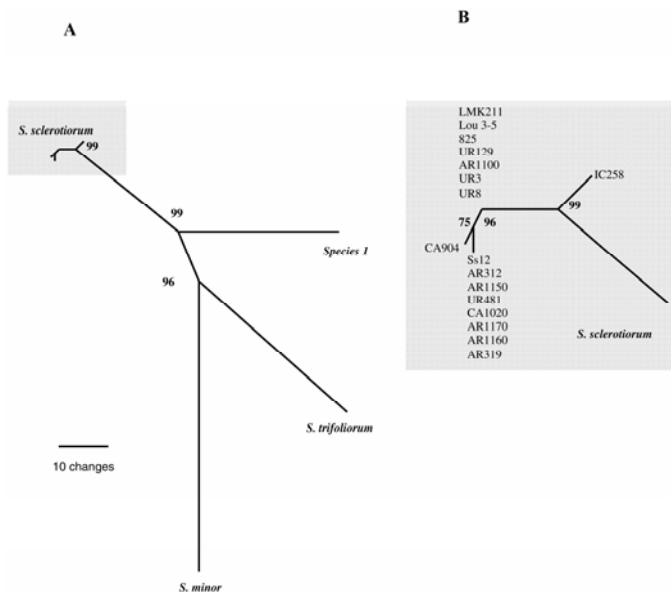 A
S. sclerotiorum
99
99
Species 1
96
S. trifoliorum
10 changes
S. minor
B
LMK211
Lou 3-5
825
UR129
AR1100
UR3
UR8
IC258
99
75 96
CA904
Ss12
AR312
AR1150
UR481
CA1020
AR1170
AR1160
AR319
S. sclerotiorum